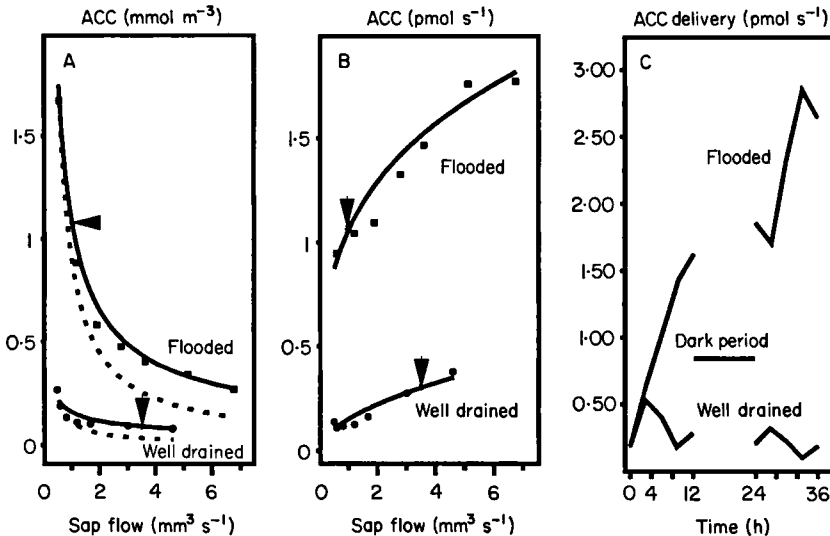 ACC (mmol m⁻³)
A
1·5
1
0·5
0
Flooded
Well drained
0 2 4 6
Sap flow (mm³ s⁻¹)
ACC (pmol s⁻¹)
B
1·5
1
0·5
0
Flooded
Well drained
0 2 4 6
Sap flow (mm³ s⁻¹)
ACC delivery (pmol s⁻¹)
C
3·00
2·50
2·00
1·50
1·00
0·50
Flooded
Dark period
Well drained
0 4 12 24 36
Time (h)